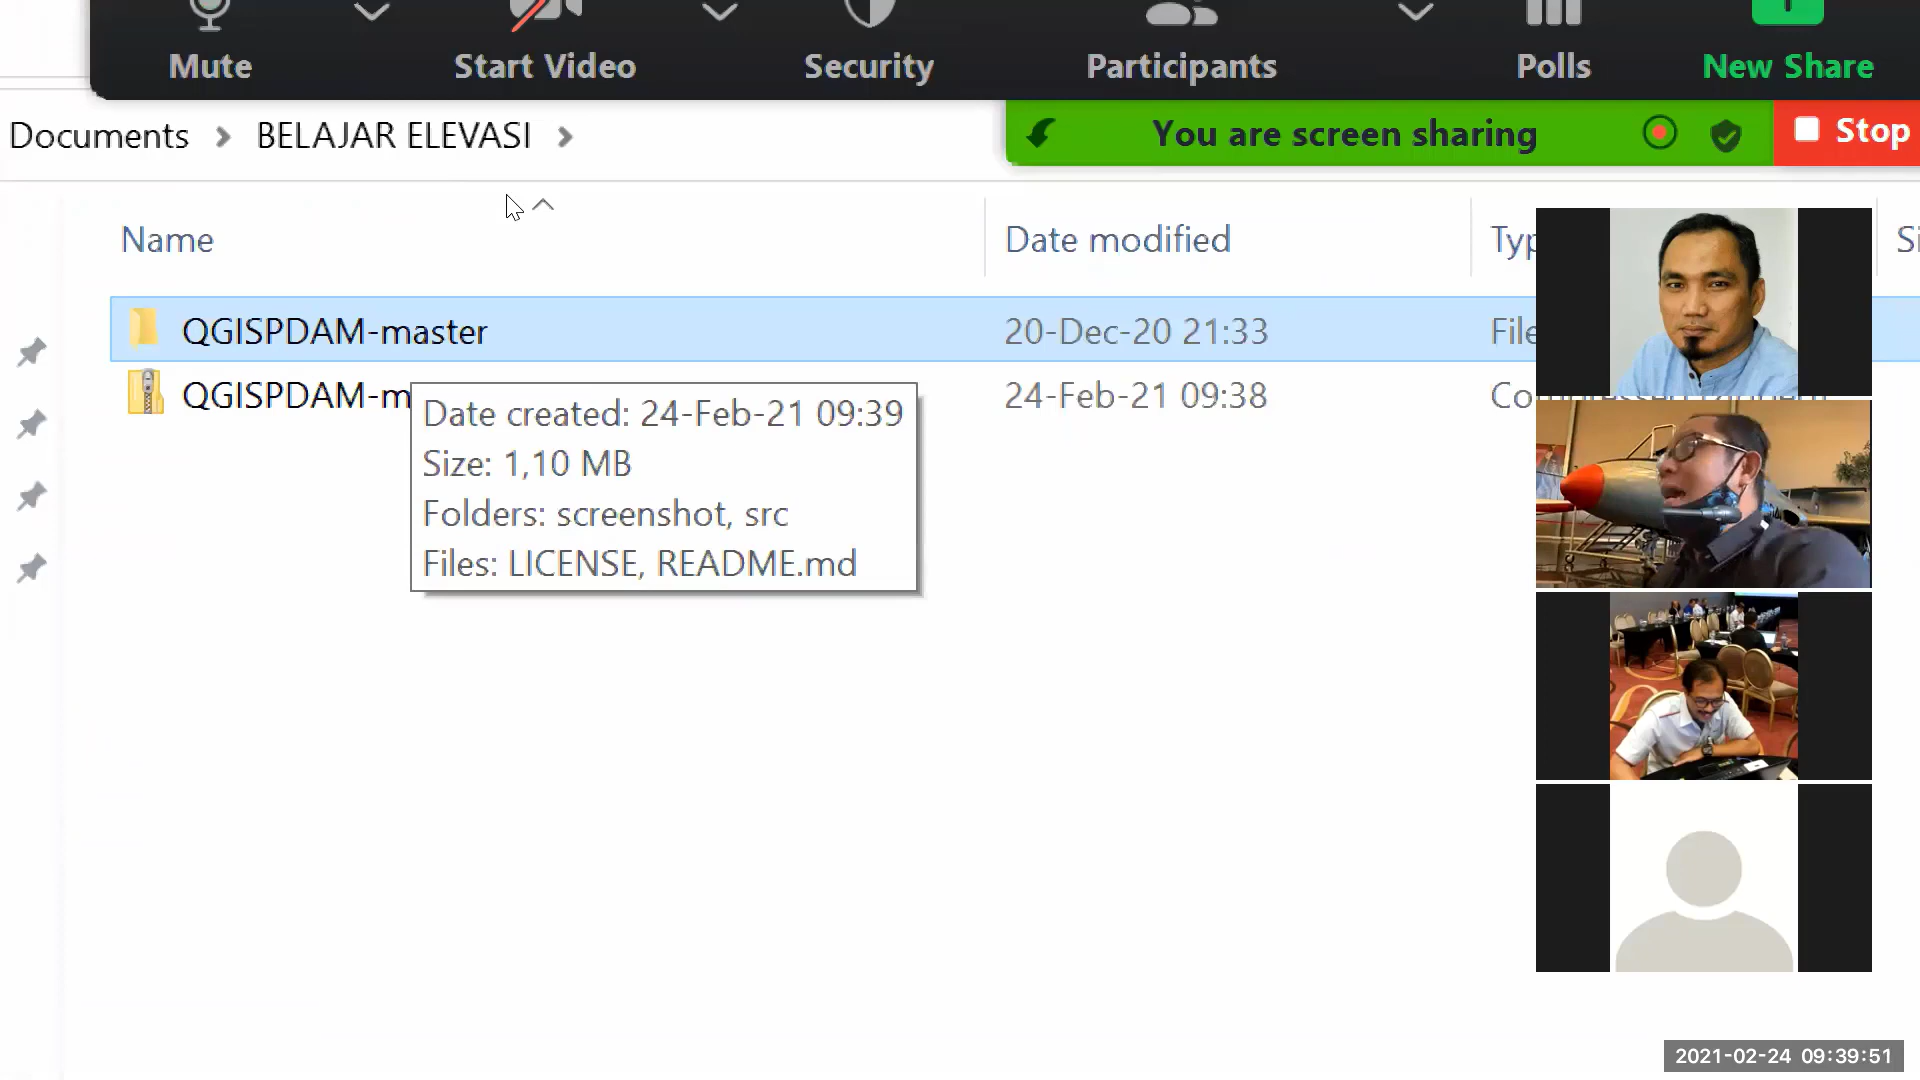 Mute
Start Video
Security
Participants
Polls
New Share
Documents
BELAJAR ELEVASI
You are screen sharing
Stop
Name
Date modified
QGISPDAM-master
20-Dec-20 21:33
File
QGISPDAM-m
24-Feb-21 09:38
Date created: 24-Feb-21 09:39
Size: 1,10 MB
Folders: screenshot, src
Files: LICENSE, README.md
2021-02-24 09:39:51